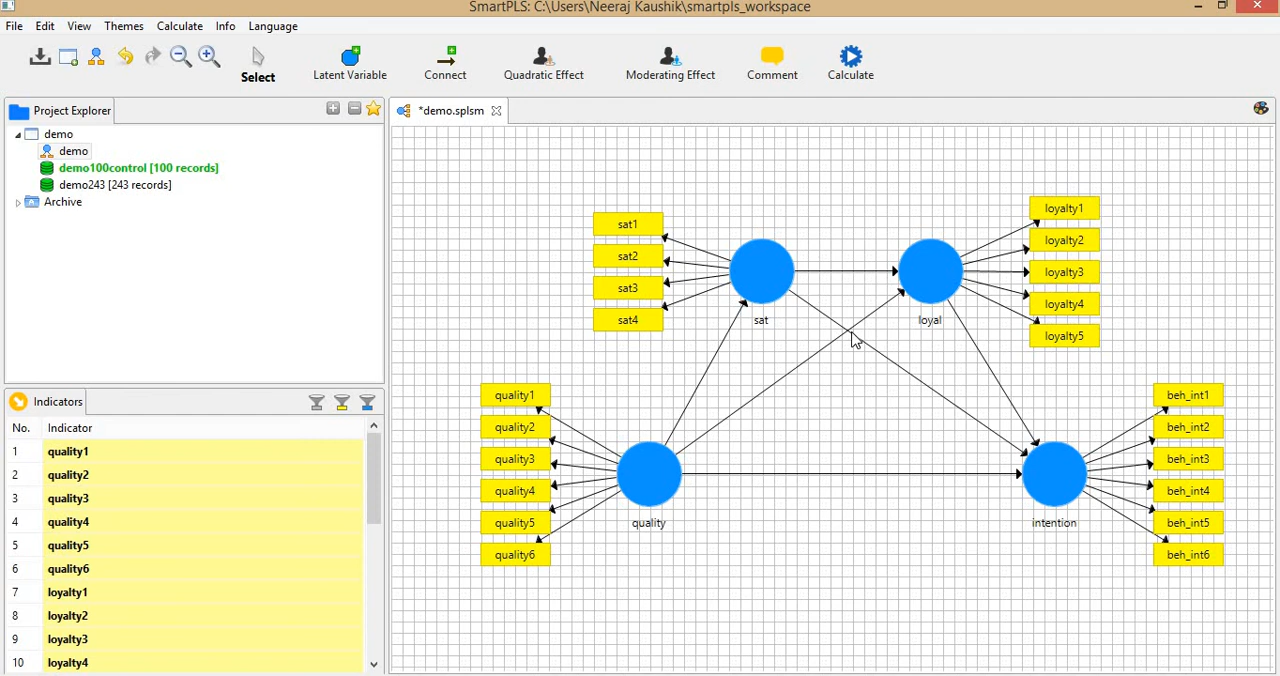 SmartPLS: C:\Users\Neeraj Kaushik\smartpls_workspace
File Edit View Themes Calculate Info Language
Select
Latent Variable
Connect
Quadratic Effect
Moderating Effect
Comment
Calculate
Project Explorer
demo
demo
demo100control [100 records]
demo243 [243 records]
Archive
Indicators
No. Indicator
1 quality1
2 quality2
3 quality3
4 quality4
5 quality5
6 quality6
7 loyalty1
8 loyalty2
9 loyalty3
10 loyalty4
*demo.splsm
sat1
sat2
sat3
sat4
sat
loyal
loyalty1
loyalty2
loyalty3
loyalty4
loyalty5
quality1
quality2
quality3
quality4
quality5
quality6
quality
intention
beh_int1
beh_int2
beh_int3
beh_int4
beh_int5
beh_int6